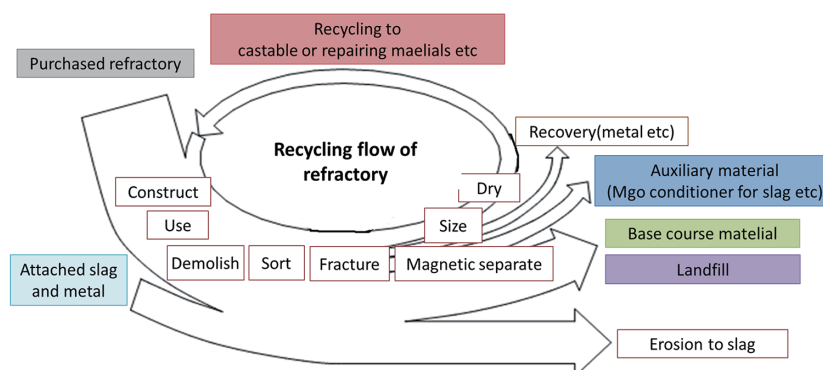 Recycling to
castable or repairing maelials etc
Purchased refractory
Recycling flow of
refractory
Recovery(metal etc)
Auxiliary material
(Mgo conditioner for slag etc)
Construct
Dry
Use
Size
Base course matelial
Demolish
Sort
Fracture
Magnetic separate
Attached slag
and metal
Landfill
Erosion to slag